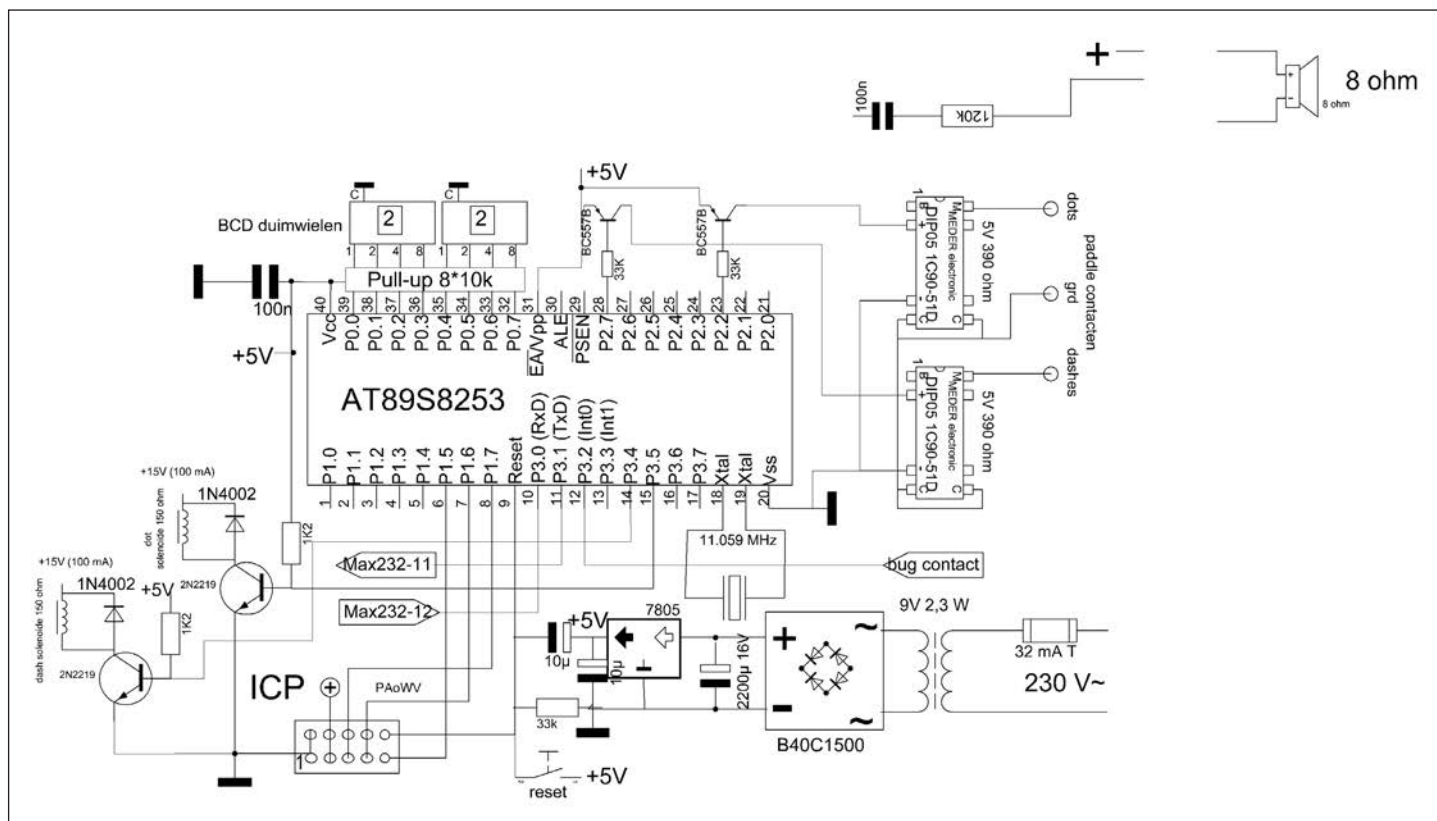 +
100n
120k
+
-
8 ohm
8 ohm
+5V
C
C
2
2
BCD duimwielen
1 2 4 8
1 2 4 8
Pull-up 8*10k
100n
BC557B
BC557B
33K
33K
1
B
+
-
C
M
MEDER electronic
DIP05 1C90-51D
C
5V 390 ohm
dots
grd
dashes
paddle contacten
1
B
+
-
C
M
MEDER electronic
DIP05 1C90-51D
C
5V 390 ohm
40 39 38 37 36 35 34 33 32 31 30 29 28 27 26 25 24 23 22 21
Vcc P0.0 P0.1 P0.2 P0.3 P0.4 P0.5 P0.6 P0.7 EA/Vpp ALE PSEN P2.7 P2.6 P2.5 P2.4 P2.3 P2.2 P2.1 P2.0
+5V
AT89S8253
P1.0 P1.1 P1.2 P1.3 P1.4 P1.5 P1.6 P1.7 Reset P3.0 (RxD) P3.1 (TxD) P3.2 (Int0) P3.3 (Int1) P3.4 P3.5 P3.6 P3.7 Xtal Xtal Vss
1 2 3 4 5 6 7 8 9 10 11 12 13 14 15 16 17 18 19 20
+15V (100 mA)
1N4002
dot
solenoide 150 ohm
2N2219
1K2
+15V (100 mA)
1N4002
+5V
dash solenoide 150 ohm
2N2219
1K2
Max232-11
Max232-12
11.059 MHz
bug contact
ICP
+
PAoWV
1
+5V
10µ
10µ
7805
2200µ 16V
33k
reset
+5V
+
-
~
~
B40C1500
9V 2,3 W
32 mA T
230 V~